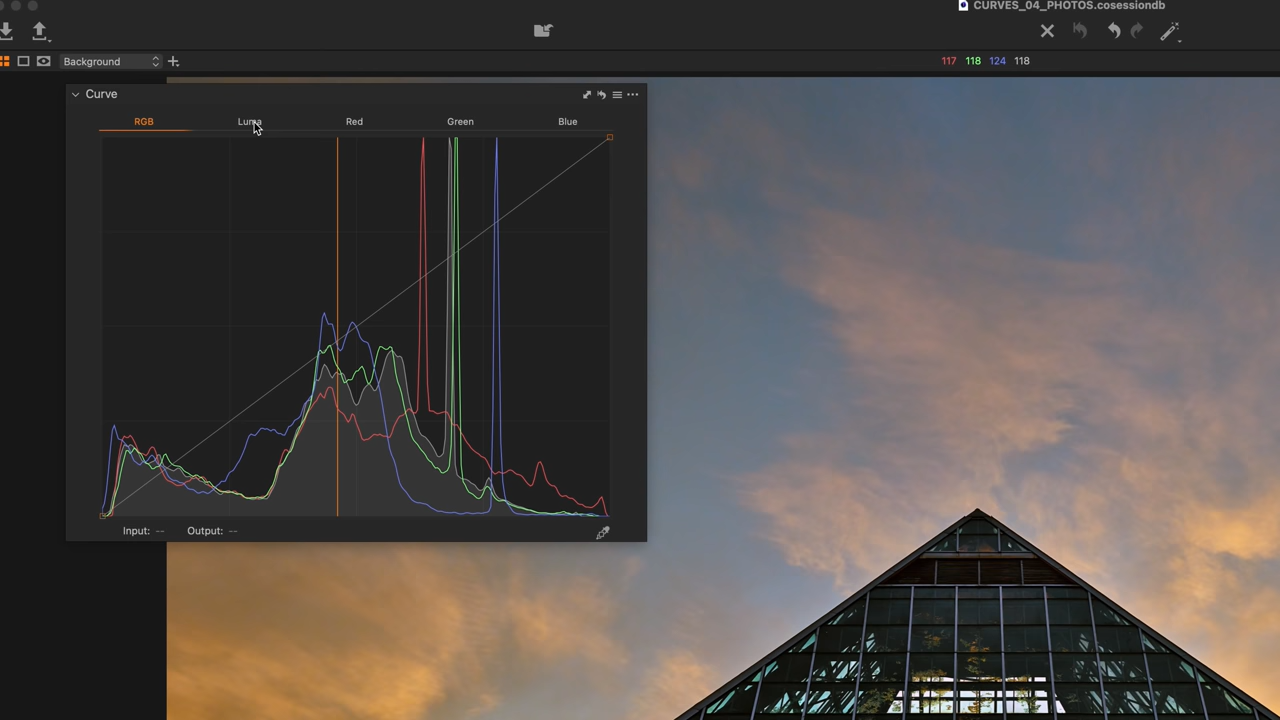 CURVES_04_PHOTOS.cosessiondb
Background
117 118 124 118
Curve
RGB Luma Red Green Blue
Input: -- Output: --